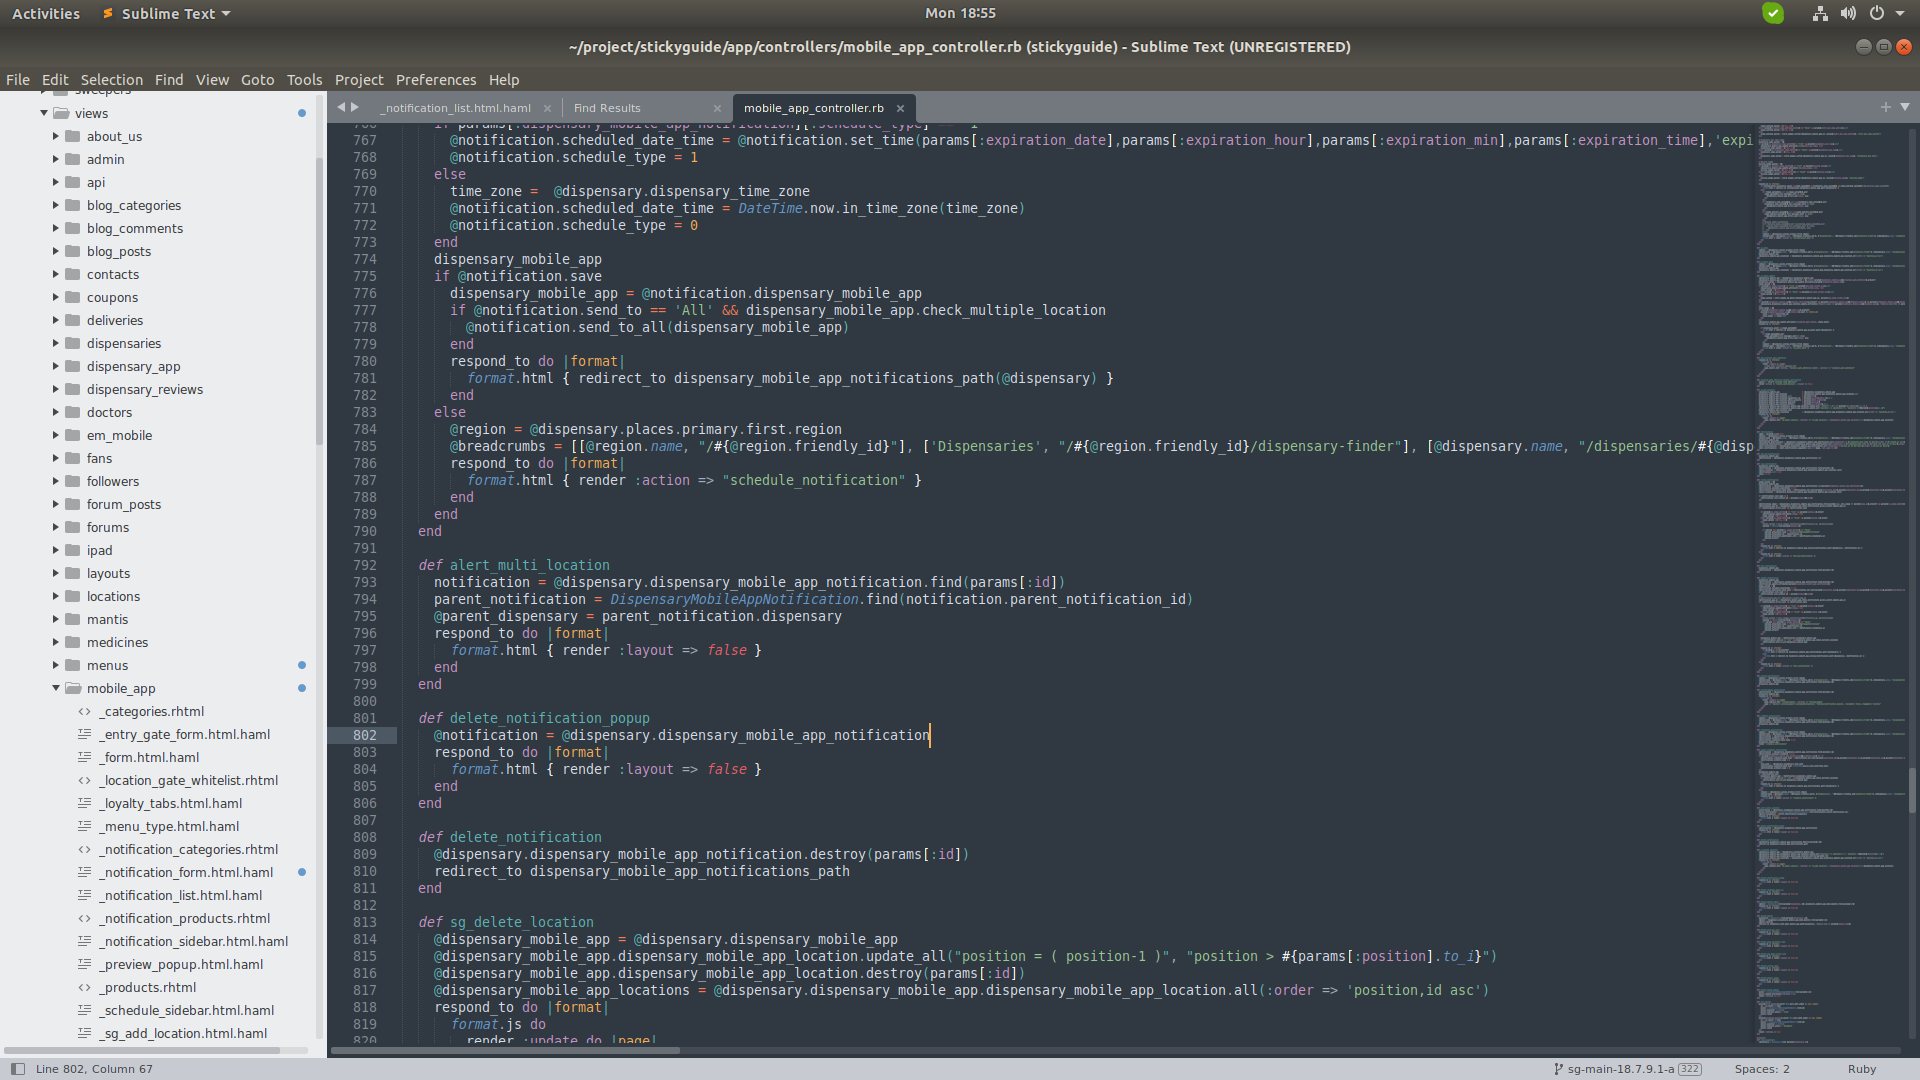 Activities
Sublime Text
Mon 18:55
~/project/stickyguide/app/controllers/mobile_app_controller.rb (stickyguide) - Sublime Text (UNREGISTERED)
File Edit Selection Find View Goto Tools Project Preferences Help
sweepers
views
about_us
admin
api
blog_categories
blog_comments
blog_posts
contacts
coupons
deliveries
dispensaries
dispensary_app
dispensary_reviews
doctors
em_mobile
fans
followers
forum_posts
forums
ipad
layouts
locations
mantis
medicines
menus
mobile_app
_categories.rhtml
_entry_gate_form.html.haml
_form.html.haml
_location_gate_whitelist.rhtml
_loyalty_tabs.html.haml
_menu_type.html.haml
_notification_categories.rhtml
_notification_form.html.haml
_notification_list.html.haml
_notification_products.rhtml
_notification_sidebar.html.haml
_preview_popup.html.haml
_products.rhtml
_schedule_sidebar.html.haml
_sg_add_location.html.haml
_notification_list.html.haml
Find Results
mobile_app_controller.rb
766 if params[:dispensary_mobile_app_notification][:schedule_type] == '1'
767 @notification.scheduled_date_time = @notification.set_time(params[:expiration_date],params[:expiration_hour],params[:expiration_min],params[:expiration_time],'expi
768 @notification.schedule_type = 1
769 else
770 time_zone =  @dispensary.dispensary_time_zone
771 @notification.scheduled_date_time = DateTime.now.in_time_zone(time_zone)
772 @notification.schedule_type = 0
773 end
774 dispensary_mobile_app
775 if @notification.save
776 dispensary_mobile_app = @notification.dispensary_mobile_app
777 if @notification.send_to == 'All' && dispensary_mobile_app.check_multiple_location
778 @notification.send_to_all(dispensary_mobile_app)
779 end
780 respond_to do |format|
781 format.html { redirect_to dispensary_mobile_app_notifications_path(@dispensary) }
782 end
783 else
784 @region = @dispensary.places.primary.first.region
785 @breadcrumbs = [[@region.name, "/#{@region.friendly_id}"], ['Dispensaries', "/#{@region.friendly_id}/dispensary-finder"], [@dispensary.name, "/dispensaries/#{@disp
786 respond_to do |format|
787 format.html { render :action => "schedule_notification" }
788 end
789 end
790 end
791
792 def alert_multi_location
793 notification = @dispensary.dispensary_mobile_app_notification.find(params[:id])
794 parent_notification = DispensaryMobileAppNotification.find(notification.parent_notification_id)
795 @parent_dispensary = parent_notification.dispensary
796 respond_to do |format|
797 format.html { render :layout => false }
798 end
799 end
800
801 def delete_notification_popup
802 @notification = @dispensary.dispensary_mobile_app_notification
803 respond_to do |format|
804 format.html { render :layout => false }
805 end
806 end
807
808 def delete_notification
809 @dispensary.dispensary_mobile_app_notification.destroy(params[:id])
810 redirect_to dispensary_mobile_app_notifications_path
811 end
812
813 def sg_delete_location
814 @dispensary_mobile_app = @dispensary.dispensary_mobile_app
815 @dispensary_mobile_app.dispensary_mobile_app_location.update_all("position = ( position-1 )", "position > #{params[:position].to_i}")
816 @dispensary_mobile_app.dispensary_mobile_app_location.destroy(params[:id])
817 @dispensary_mobile_app_locations = @dispensary.dispensary_mobile_app.dispensary_mobile_app_location.all(:order => 'position,id asc')
818 respond_to do |format|
819 format.js do
820 render :update do |page|
Line 802, Column 67
sg-main-18.7.9.1-a 322
Spaces: 2
Ruby